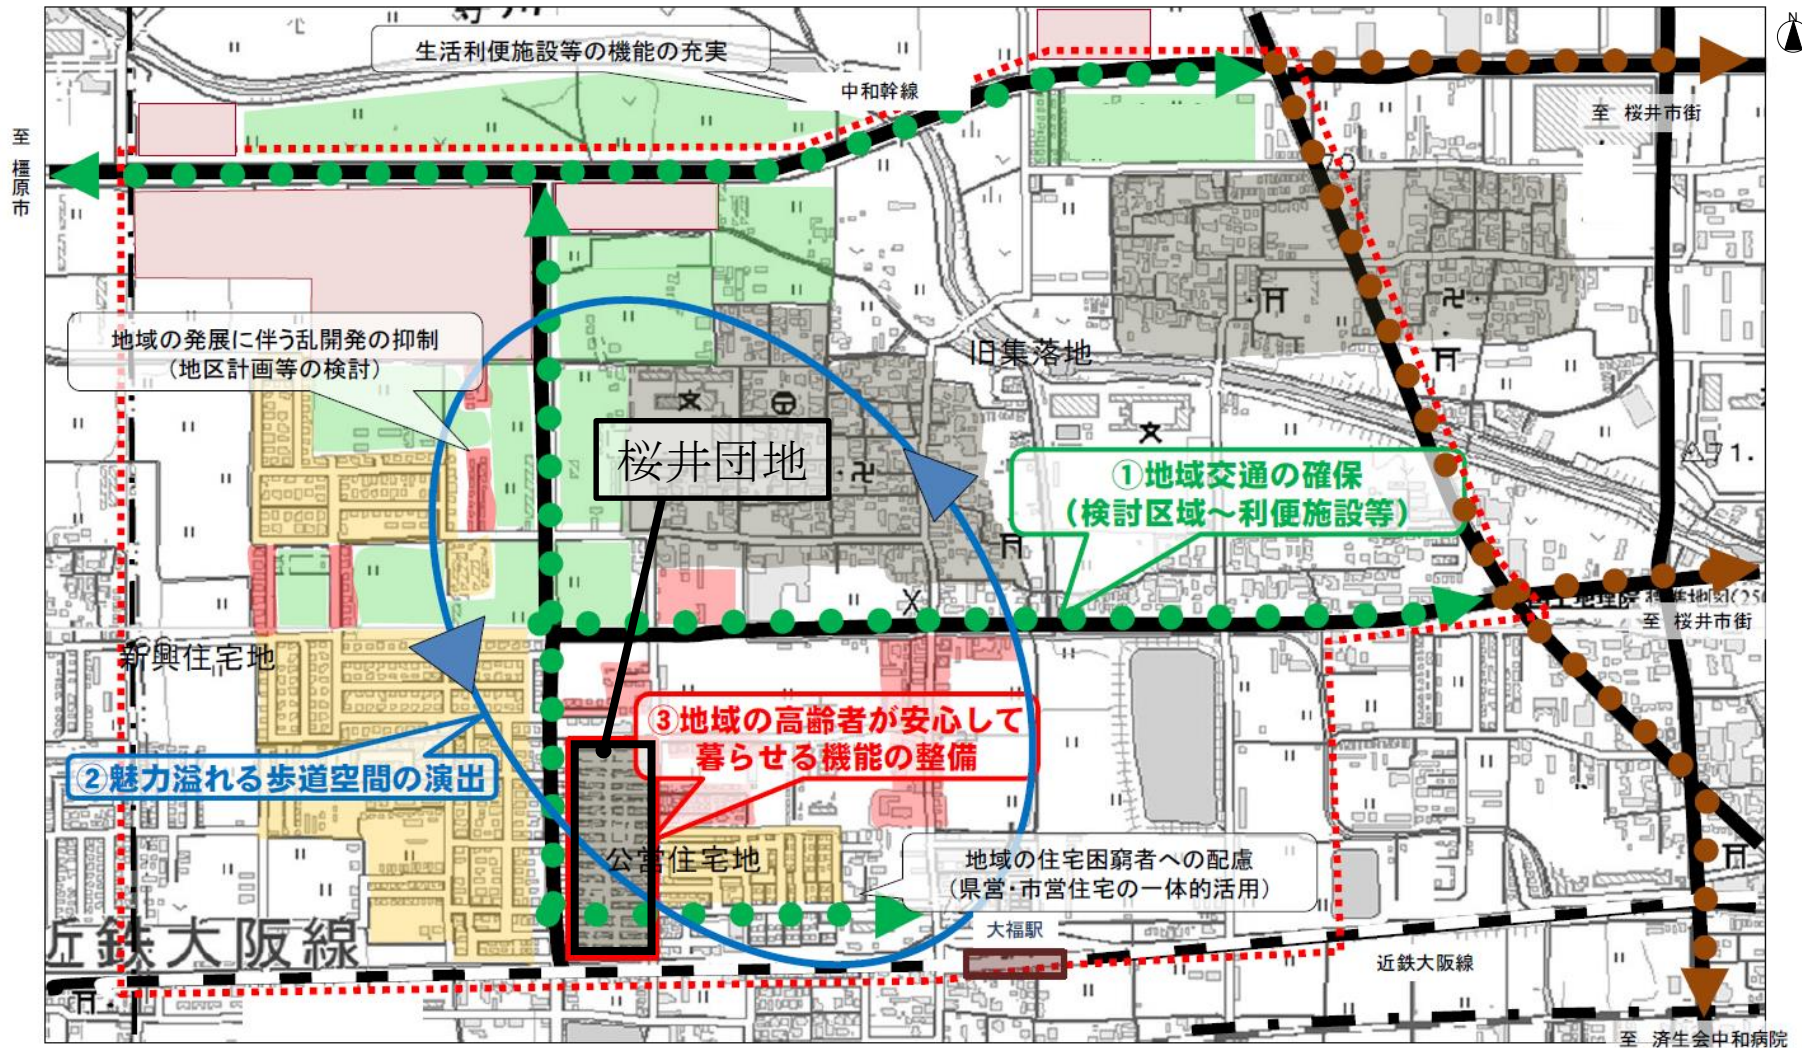 N
生活利便施設等の機能の充実
中和幹線
至 桜井市街
至 橿原市
地域の発展に伴う乱開発の抑制
(地区計画等の検討)
旧集落地
桜井団地
①地域交通の確保
(検討区域~利便施設等)
71.
至 桜井市街
新興住宅地
③地域の高齢者が安心して
暮らせる機能の整備
②魅力溢れる歩道空間の演出
公営住宅地
地域の住宅困窮者への配慮
(県営・市営住宅の一体的活用)
大福駅
近鉄大阪線
近鉄大阪線
至 済生会中和病院